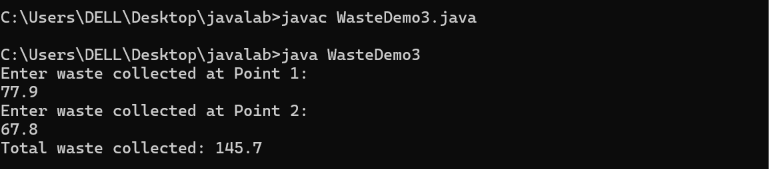 C:\Users\DELL\Desktop\javalab>javac WasteDemo3.java
C:\Users\DELL\Desktop\javalab>java WasteDemo3
Enter waste collected at Point 1:
77.9
Enter waste collected at Point 2:
67.8
Total waste collected: 145.7